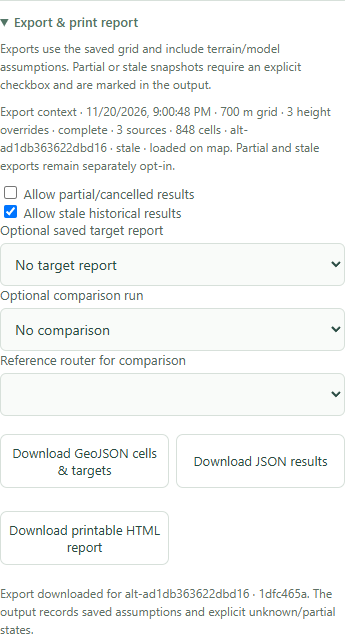 ▼ Export & print report
Exports use the saved grid and include terrain/model
assumptions. Partial or stale snapshots require an explicit
checkbox and are marked in the output.
Export context · 11/20/2026, 9:00:48 PM · 700 m grid · 3 height
overrides · complete · 3 sources · 848 cells · alt-
ad1db363622dbd16 · stale · loaded on map. Partial and stale
exports remain separately opt-in.
Allow partial/cancelled results
Allow stale historical results
Optional saved target report
No target report
Optional comparison run
No comparison
Reference router for comparison
Download GeoJSON cells
& targets
Download JSON results
Download printable HTML
report
Export downloaded for alt-ad1db363622dbd16 · 1dfc465a. The
output records saved assumptions and explicit unknown/partial
states.